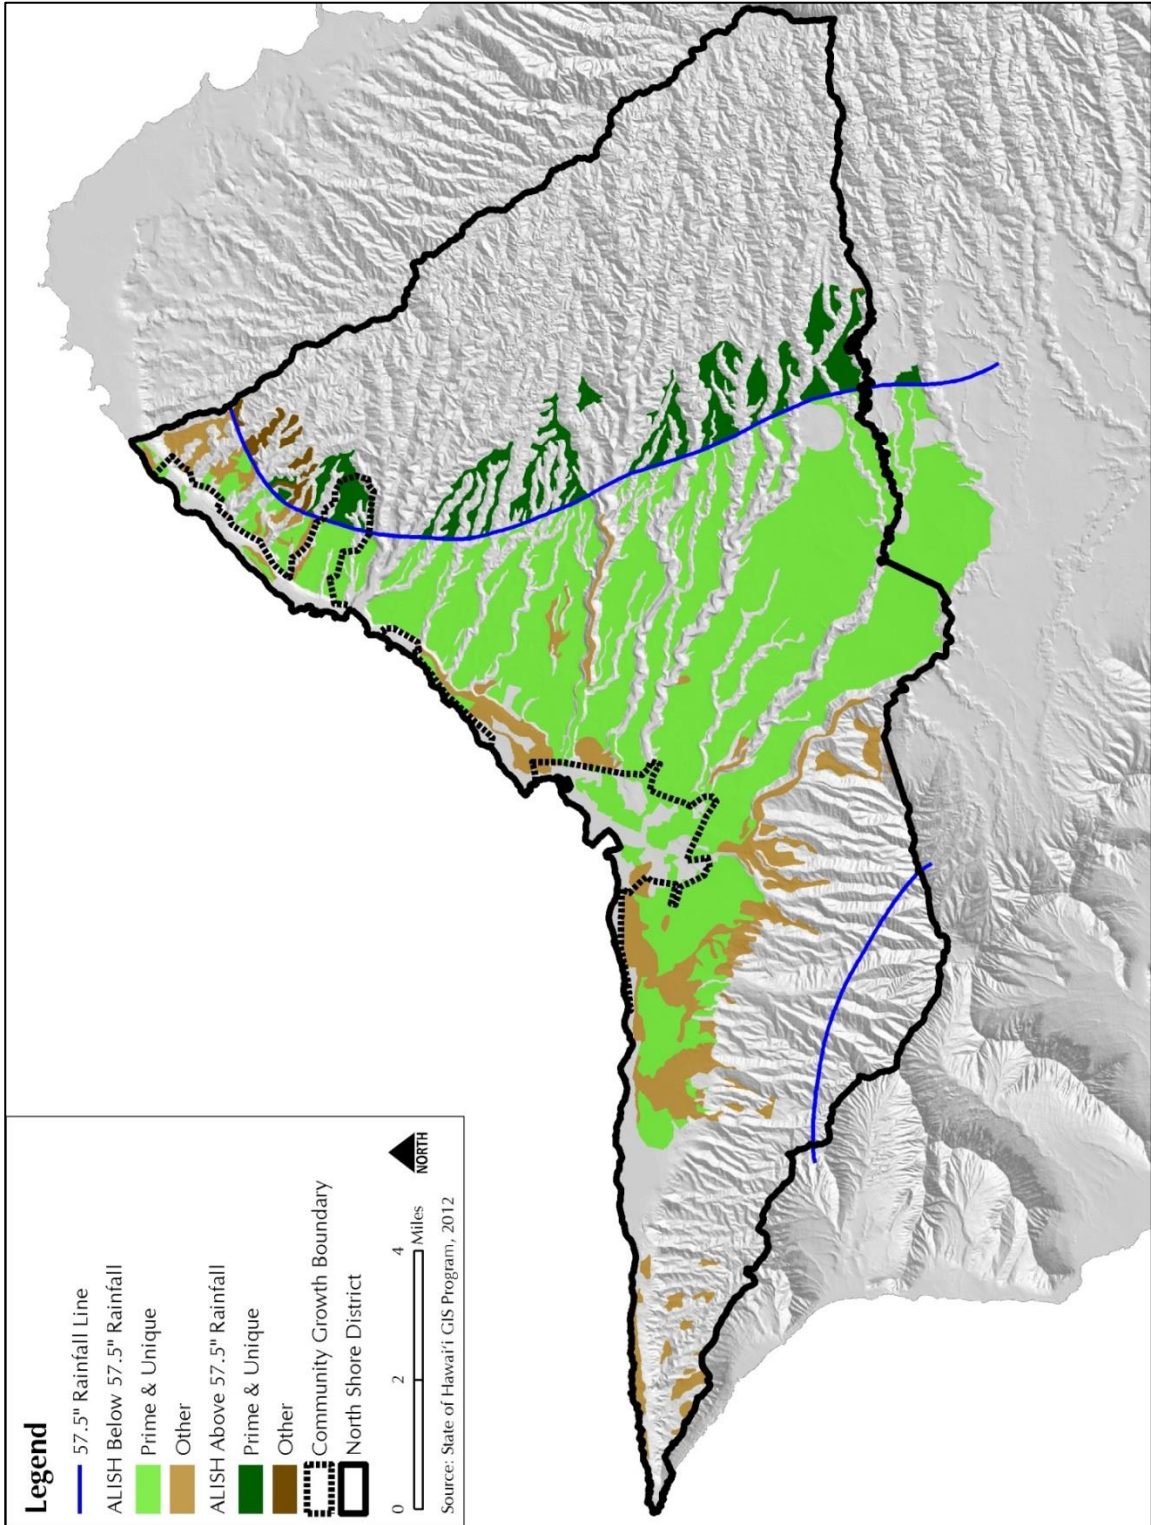 Legend
57.5" Rainfall Line
ALISH Below 57.5" Rainfall
Prime & Unique
Other
ALISH Above 57.5" Rainfall
Prime & Unique
Other
Community Growth Boundary
North Shore District
0 2 4
Miles
NORTH
Source: State of Hawai'i GIS Program, 2012